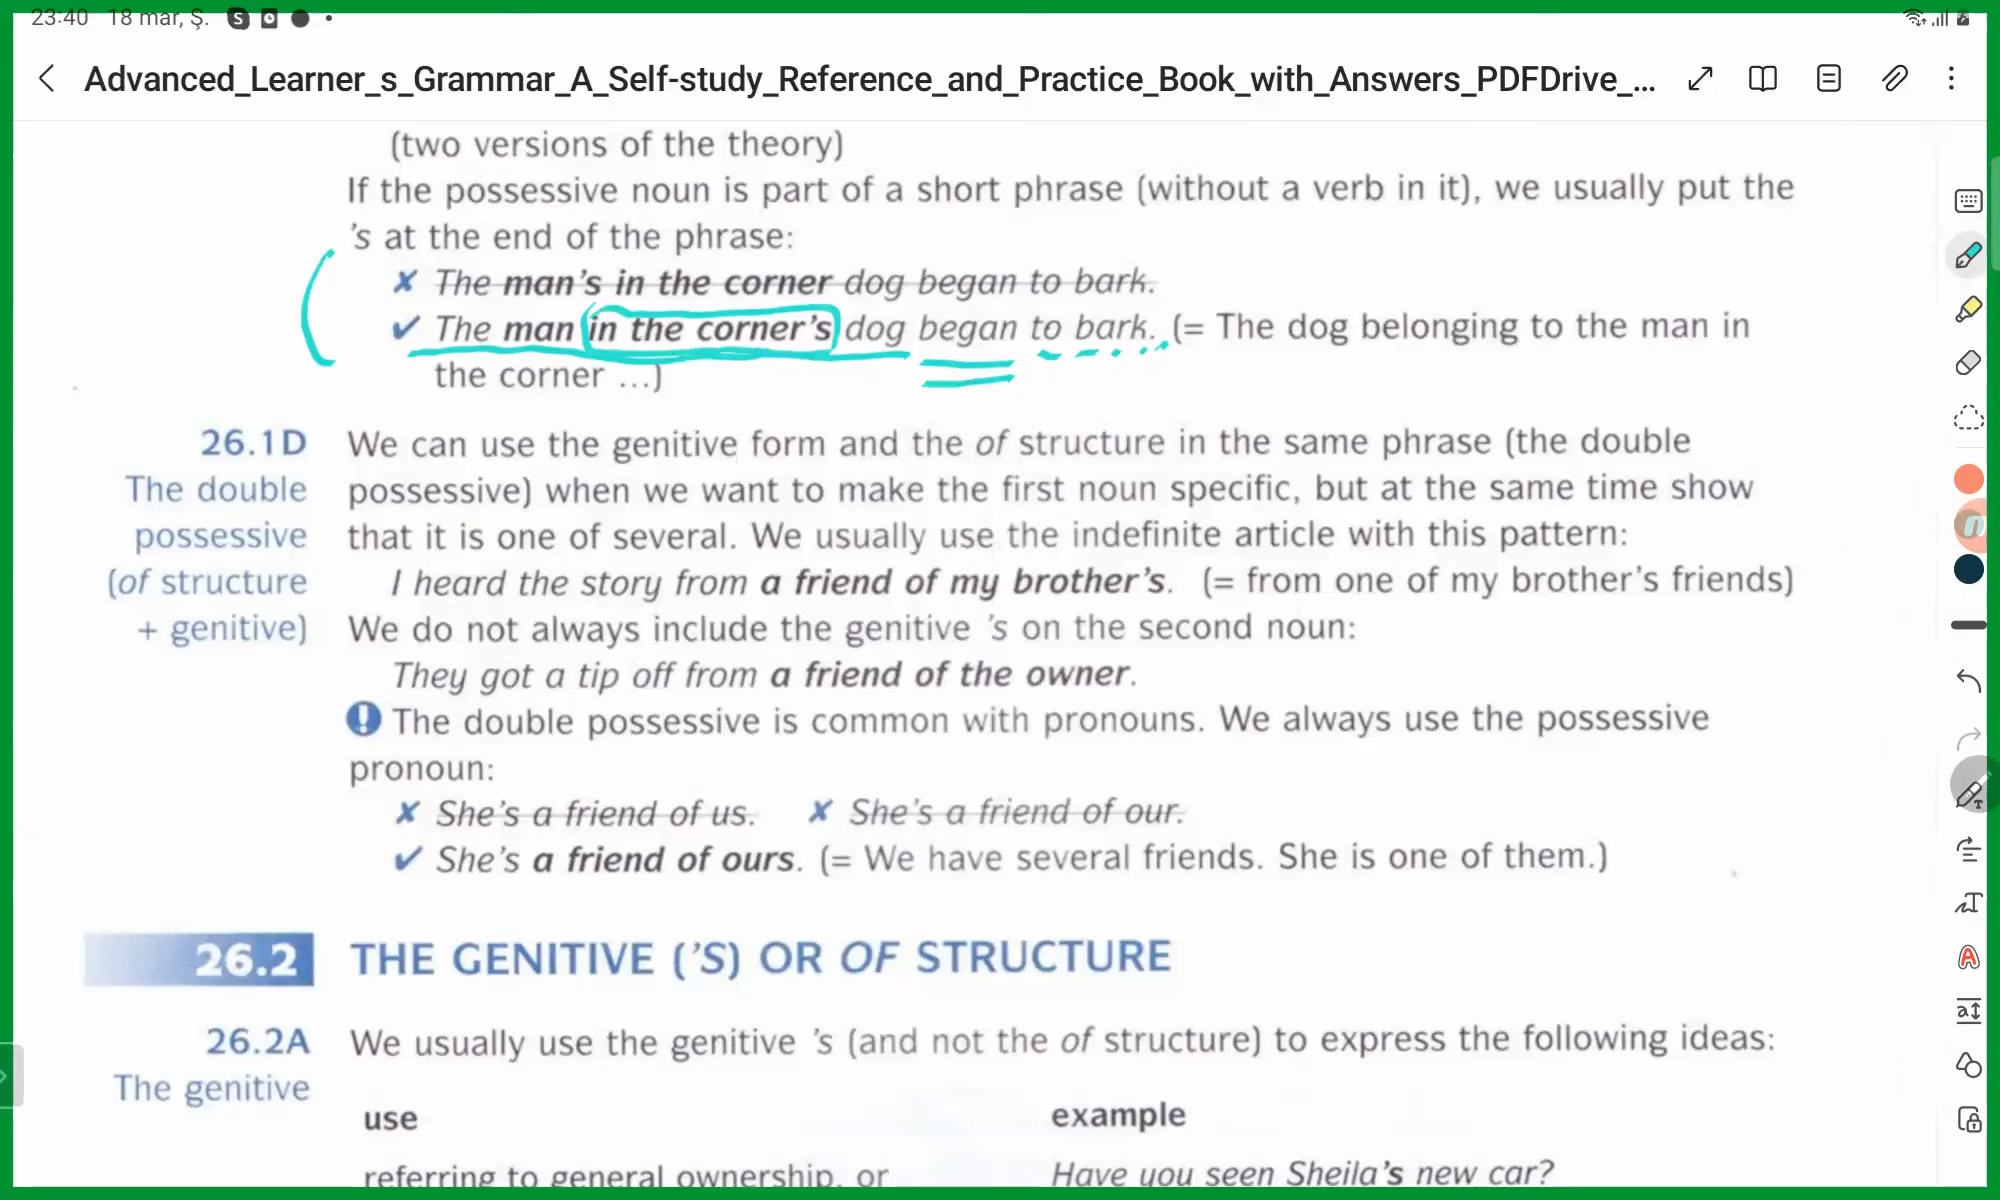 23:40 18 mar, Ş.
Advanced_Learner_s_Grammar_A_Self-study_Reference_and_Practice_Book_with_Answers_PDFDrive_...
(two versions of the theory)
If the possessive noun is part of a short phrase (without a verb in it), we usually put the
's at the end of the phrase:
✗ The man's in the corner dog began to bark.
✔ The man in the corner's dog began to bark. (= The dog belonging to the man in
the corner ...)
26.1D
The double
possessive
(of structure
+ genitive)
We can use the genitive form and the of structure in the same phrase (the double
possessive) when we want to make the first noun specific, but at the same time show
that it is one of several. We usually use the indefinite article with this pattern:
I heard the story from a friend of my brother's. (= from one of my brother's friends)
We do not always include the genitive 's on the second noun:
They got a tip off from a friend of the owner.
! The double possessive is common with pronouns. We always use the possessive
pronoun:
✗ She's a friend of us. ✗ She's a friend of our.
✔ She's a friend of ours. (= We have several friends. She is one of them.)
26.2 THE GENITIVE ('S) OR OF STRUCTURE
26.2A
The genitive
We usually use the genitive 's (and not the of structure) to express the following ideas:
use example
referring to general ownership, or Have you seen Sheila's new car?